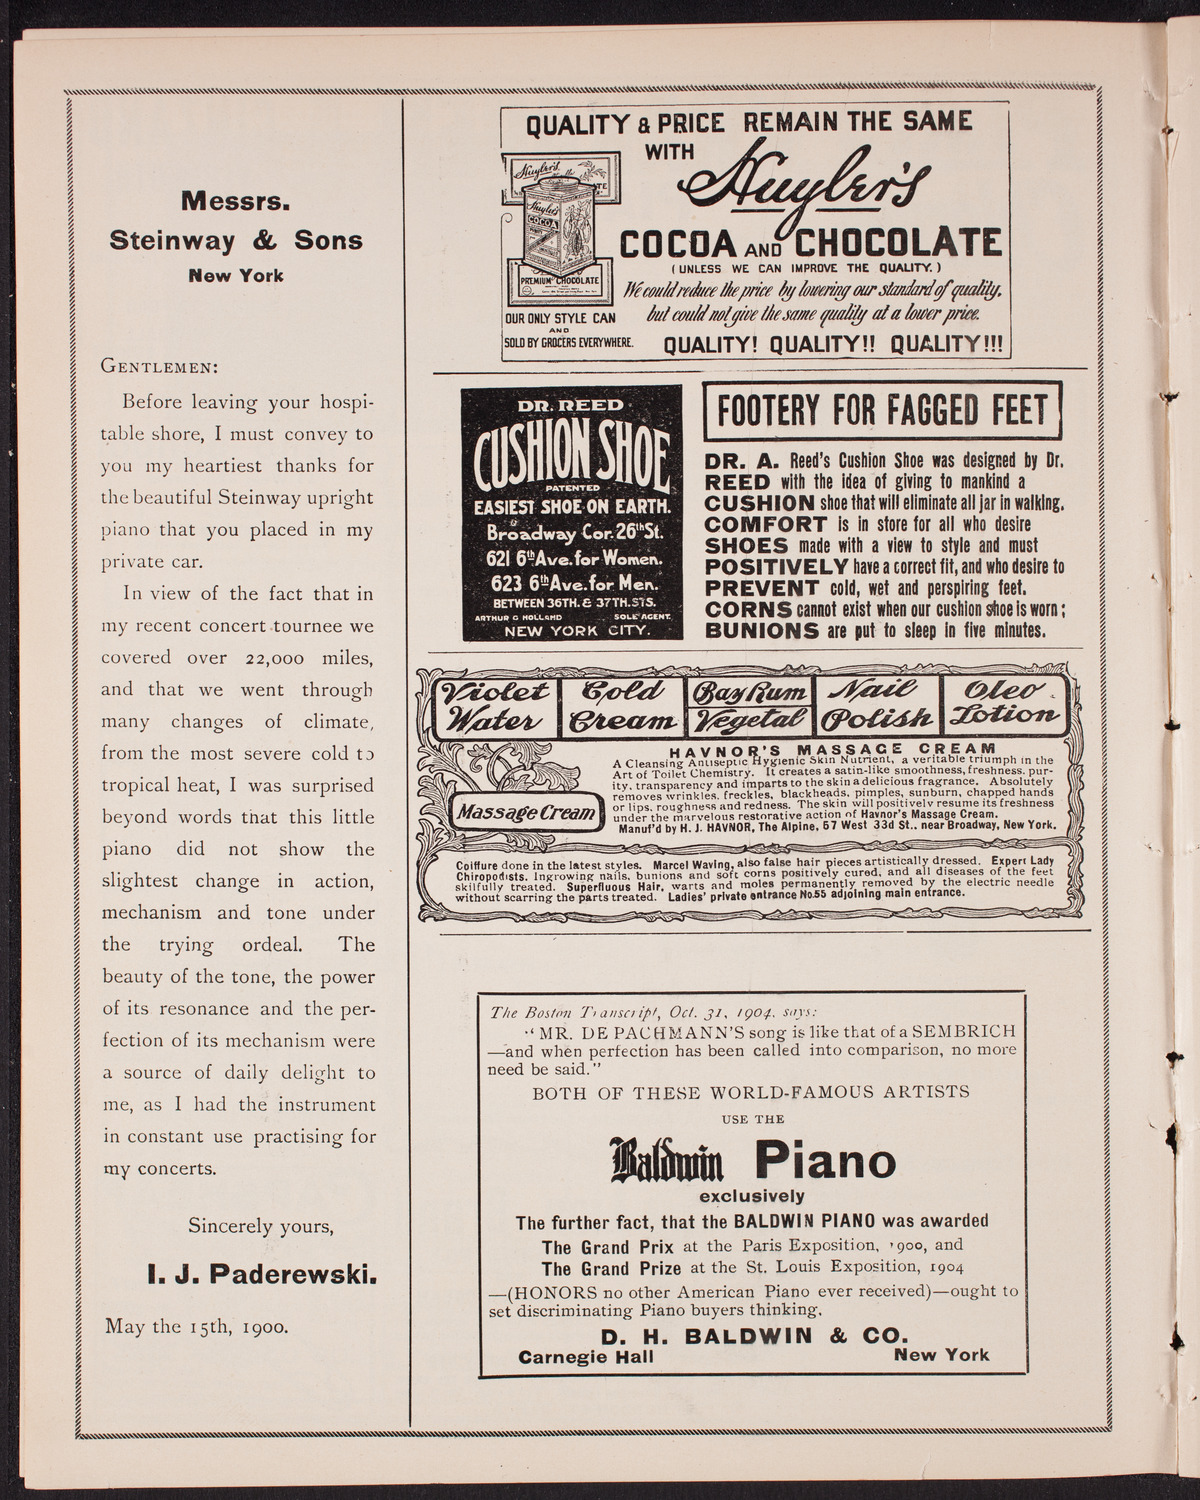 Messrs.
Steinway & Sons
New York
GENTLEMEN:
Before leaving your hospi-
table shore, I must convey to
you my heartiest thanks for
the beautiful Steinway upright
piano that you placed in my
private car.
In view of the fact that in
my recent concert tournee we
covered over 22,000 miles,
and that we went through
many changes of climate,
from the most severe cold to
tropical heat, I was surprised
beyond words that this little
piano did not show the
slightest change in action,
mechanism and tone under
the trying ordeal. The
beauty of the tone, the power
of its resonance and the per-
fection of its mechanism were
a source of daily delight to
me, as I had the instrument
in constant use practising for
my concerts.
Sincerely yours,
I. J. Paderewski.
May the 15th, 1900.
QUALITY & PRICE REMAIN THE SAME
WITH Huyler's
COCOA AND CHOCOLATE
(UNLESS WE CAN IMPROVE THE QUALITY.)
We could reduce the price by lowering our standard of quality,
but could not give the same quality at a lower price.
QUALITY! QUALITY!! QUALITY!!!
Huyler's
Huyler's
COCOA
PREMIUM CHOCOLATE
OUR ONLY STYLE CAN
AND
SOLD BY GROCERS EVERYWHERE.
DR. REED
CUSHION SHOE
PATENTED
EASIEST SHOE ON EARTH.
Broadway Cor. 26th St.
621 6th Ave. for Women.
623 6th Ave. for Men.
BETWEEN 36TH. & 37TH. STS.
ARTHUR G HOLLAND SOLE AGENT.
NEW YORK CITY.
FOOTERY FOR FAGGED FEET
DR. A. Reed's Cushion Shoe was designed by Dr.
REED with the idea of giving to mankind a
CUSHION shoe that will eliminate all jar in walking.
COMFORT is in store for all who desire
SHOES made with a view to style and must
POSITIVELY have a correct fit, and who desire to
PREVENT cold, wet and perspiring feet.
CORNS cannot exist when our cushion shoe is worn;
BUNIONS are put to sleep in five minutes.
Violet Water
Cold Cream
Bay Rum
Vegetal
Nail Polish
Oleo Lotion
Massage Cream
HAVNOR'S MASSAGE CREAM
A Cleansing Antiseptic Hygienic Skin Nutrient, a veritable triumph in the
Art of Toilet Chemistry. It creates a satin-like smoothness, freshness, pur-
ity, transparency and imparts to the skin a delicious fragrance. Absolutely
removes wrinkles, freckles, blackheads, pimples, sunburn, chapped hands
or lips, roughness and redness. The skin will positively resume its freshness
under the marvelous restorative action of Havnor's Massage Cream.
Manuf'd by H. J. HAVNOR, The Alpine, 57 West 33d St., near Broadway, New York.
Coiffure done in the latest styles. Marcel Waving, also false hair pieces artistically dressed. Expert Lady
Chiropodists. Ingrowing nails, bunions and soft corns positively cured, and all diseases of the feet
skilfully treated. Superfluous Hair, warts and moles permanently removed by the electric needle
without scarring the parts treated. Ladies' private entrance No. 55 adjoining main entrance.
The Boston Transcript, Oct. 31, 1904, says:
"MR. DE PACHMANN'S song is like that of a SEMBRICH
—and when perfection has been called into comparison, no more
need be said."
BOTH OF THESE WORLD-FAMOUS ARTISTS
USE THE
Baldwin Piano
exclusively
The further fact, that the BALDWIN PIANO was awarded
The Grand Prix at the Paris Exposition, 1900, and
The Grand Prize at the St. Louis Exposition, 1904
—(HONORS no other American Piano ever received)—ought to
set discriminating Piano buyers thinking.
D. H. BALDWIN & CO.
Carnegie Hall New York